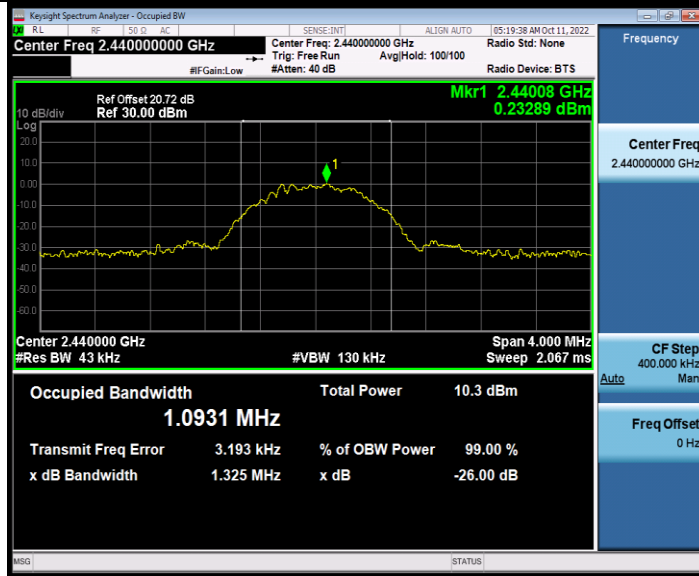 Keysight Spectrum Analyzer - Occupied BW
LXI RL RF 50 Ω AC SENSE:INT ALIGN AUTO 05:19:38 AM Oct 11, 2022
Center Freq 2.440000000 GHz
Center Freq: 2.440000000 GHz Radio Std: None
Trig: Free Run Avg|Hold: 100/100
#IFGain:Low #Atten: 40 dB Radio Device: BTS
Ref Offset 20.72 dB Mkr1 2.44008 GHz
10 dB/div Ref 30.00 dBm 0.23289 dBm
Log
20.0
10.0
1
0.00
-10.0
-20.0
-30.0
-40.0
-50.0
-60.0
Center 2.440000 GHz Span 4.000 MHz
#Res BW 43 kHz #VBW 130 kHz Sweep 2.067 ms
Occupied Bandwidth Total Power 10.3 dBm
1.0931 MHz
Transmit Freq Error 3.193 kHz % of OBW Power 99.00 %
x dB Bandwidth 1.325 MHz x dB -26.00 dB
MSG STATUS
Frequency
Center Freq
2.440000000 GHz
CF Step
400.000 kHz
Auto Man
Freq Offset
0 Hz